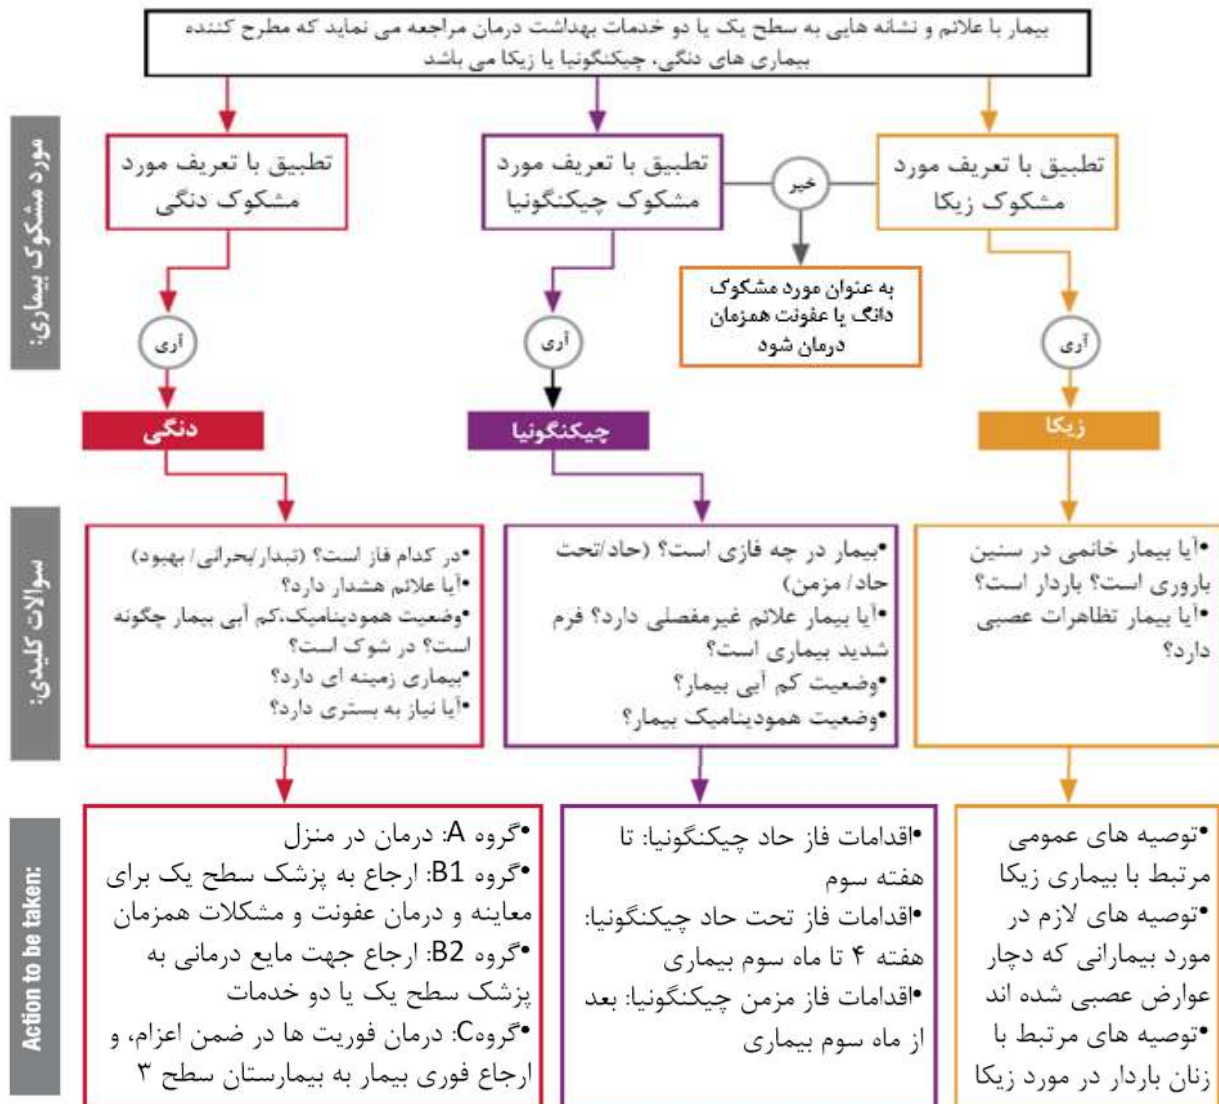 بیمار با علائم و نشانه هایی به سطح یک یا دو خدمات بهداشت درمان مراجعه می نماید که مطرح کننده
بیماری های دنگی، چیکنگونیا یا زیکا می باشد
مورد مشکوک بیماری:
تطبیق با تعریف مورد
مشکوک زیکا
خیر
تطبیق با تعریف مورد
مشکوک چیکنگونیا
تطبیق با تعریف مورد
مشکوک دنگی
به عنوان مورد مشکوک
دانگ یا عفونت همزمان
درمان شود
آری
آری
آری
زیکا
چیکنگونیا
دنگی
سوالات کلیدی:
•آیا بیمار خانمی در سنین
باروری است؟ باردار است؟
•آیا بیمار تظاهرات عصبی
دارد؟
•بیمار در چه فازی است؟ (حاد/تحت
حاد/ مزمن)
•آیا بیمار علائم غیرمفصلی دارد؟ فرم
شدید بیماری است؟
•وضعیت کم آبی بیمار؟
•وضعیت همودینامیک بیمار؟
•در کدام فاز است؟ (تبدار/بحرانی/ بهبود)
•آیا علائم هشدار دارد؟
•وضعیت همودینامیک،کم آبی بیمار چگونه
است؟ در شوک است؟
•بیماری زمینه ای دارد؟
•آیا نیاز به بستری دارد؟
Action to be taken:
•توصیه های عمومی
مرتبط با بیماری زیکا
•توصیه های لازم در
مورد بیمارانی که دچار
عوارض عصبی شده اند
•توصیه های مرتبط با
زنان باردار در مورد زیکا
•اقدامات فاز حاد چیکنگونیا: تا
هفته سوم
•اقدامات فاز تحت حاد چیکنگونیا:
هفته ۴ تا ماه سوم بیماری
•اقدامات فاز مزمن چیکنگونیا: بعد
از ماه سوم بیماری
•گروه A: درمان در منزل
•گروه B1: ارجاع به پزشک سطح یک برای
معاینه و درمان عفونت و مشکلات همزمان
•گروه B2: ارجاع جهت مایع درمانی به
پزشک سطح یک یا دو خدمات
•گروهC: درمان فوریت ها در ضمن اعزام، و
ارجاع فوری بیمار به بیمارستان سطح ۳